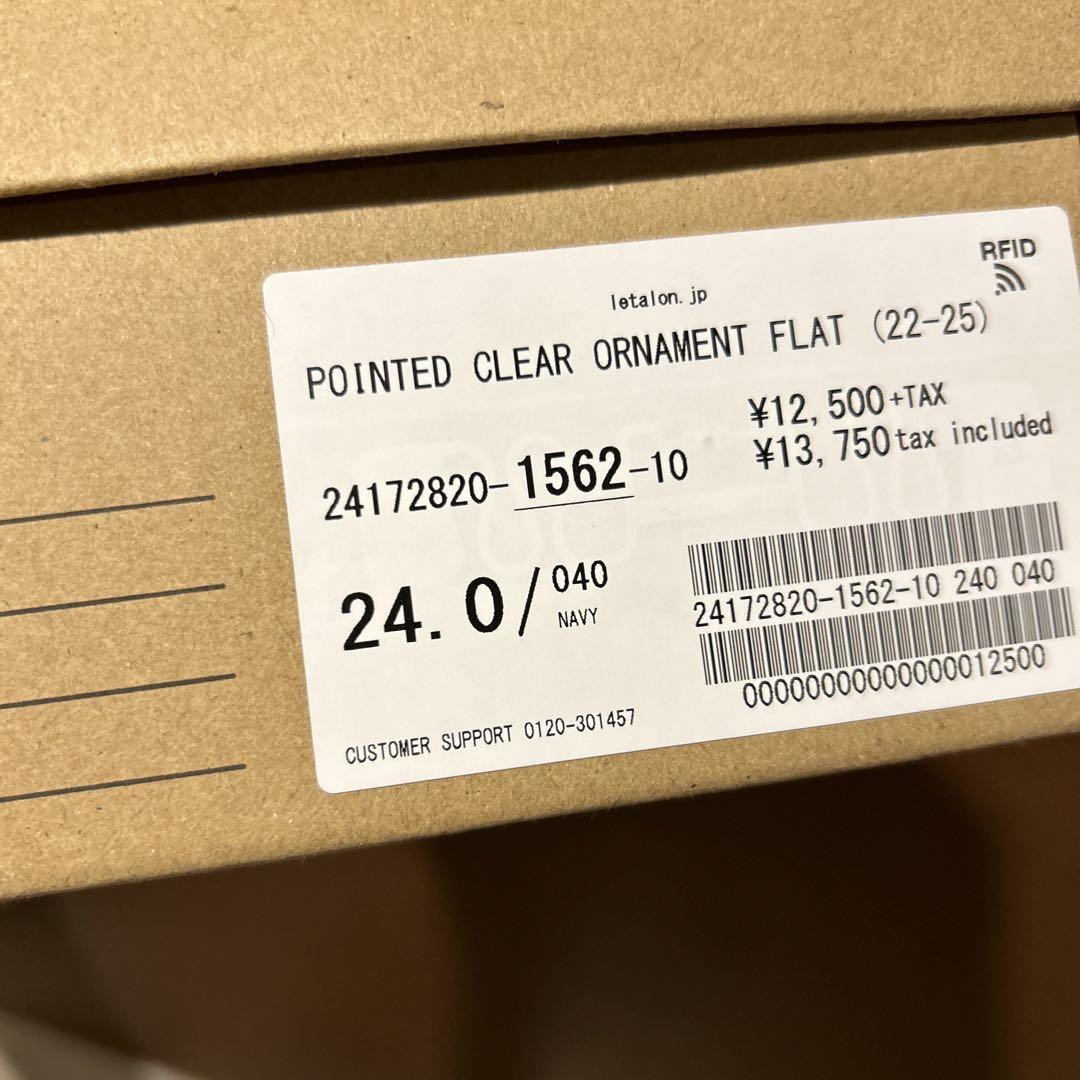 RFID
letalon.jp
POINTED CLEAR ORNAMENT FLAT (22-25)
¥12,500+TAX
¥13,750tax included
24172820-1562-10
24.0/040
NAVY
24172820-1562-10 240 040
00000000000000012500
CUSTOMER SUPPORT 0120-301457